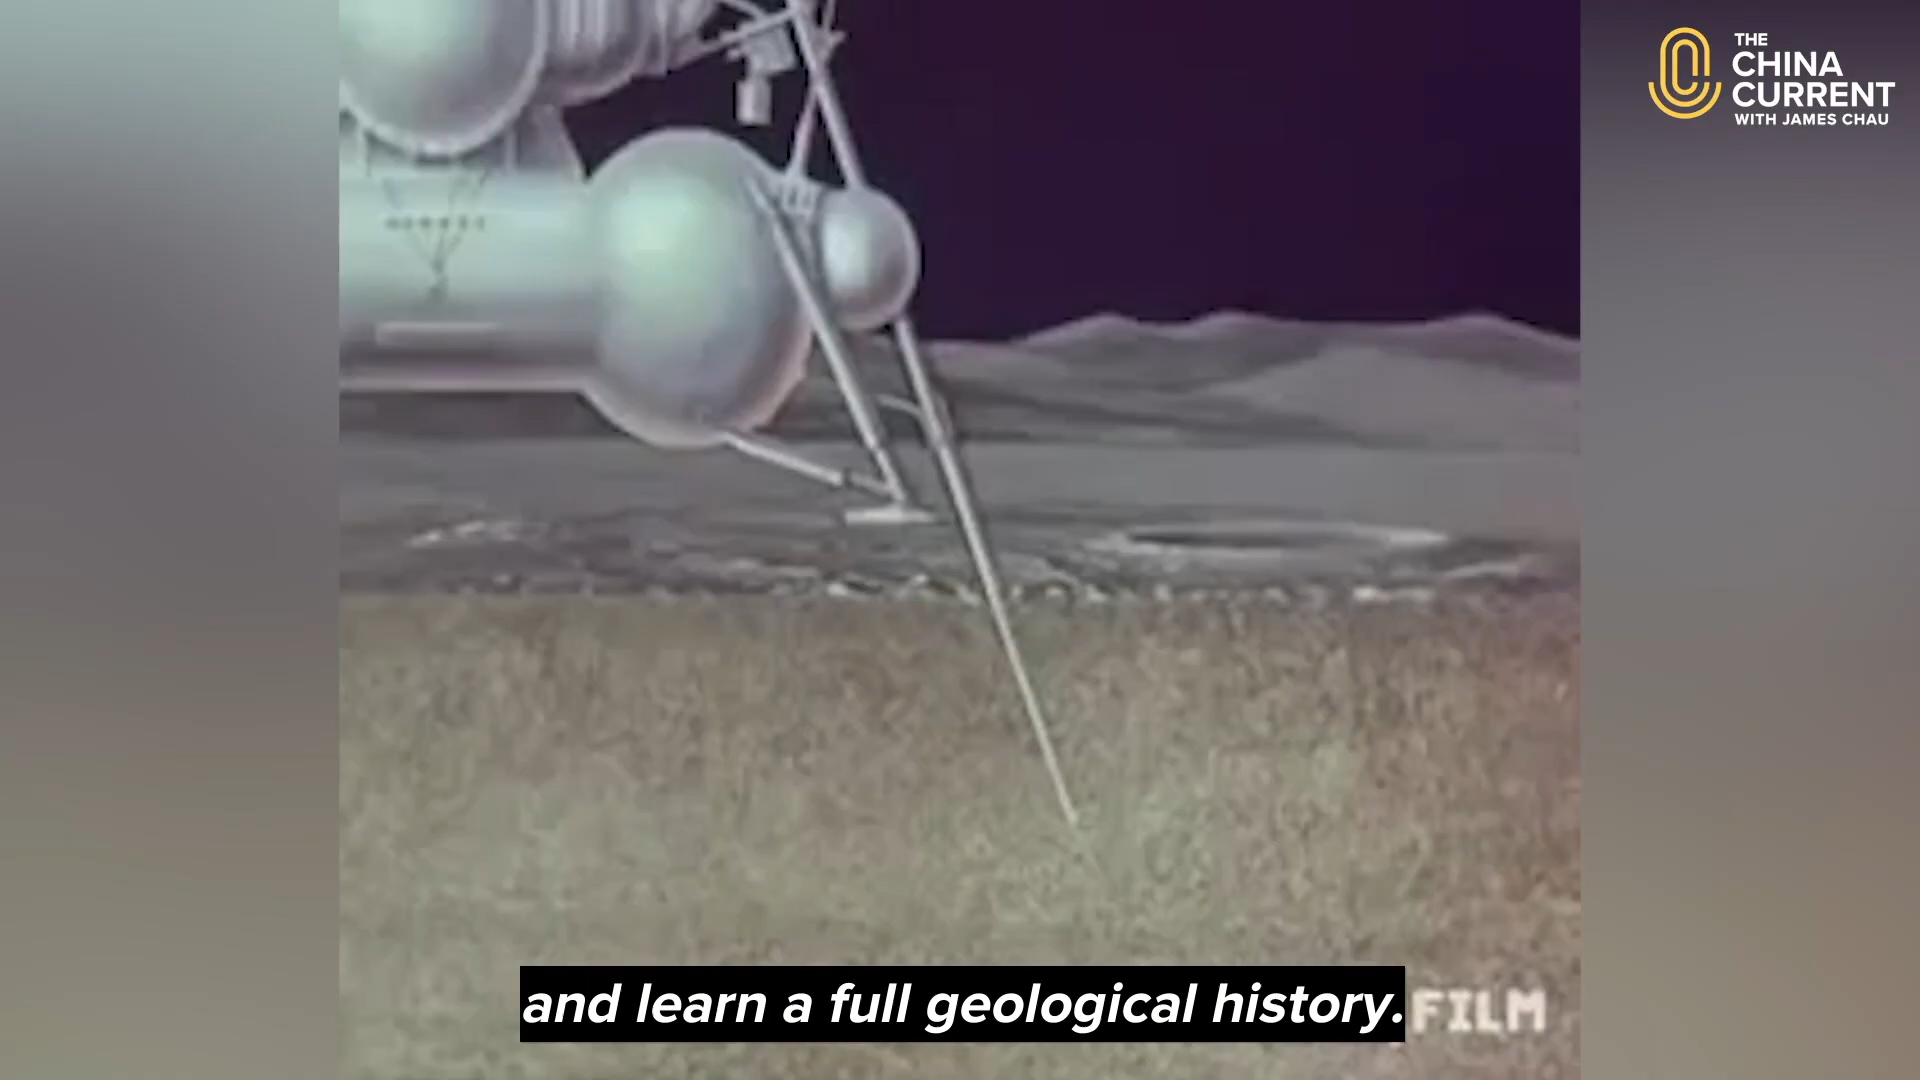 THE
CHINA
CURRENT
WITH JAMES CHAU
and learn a full geological history.
FILM